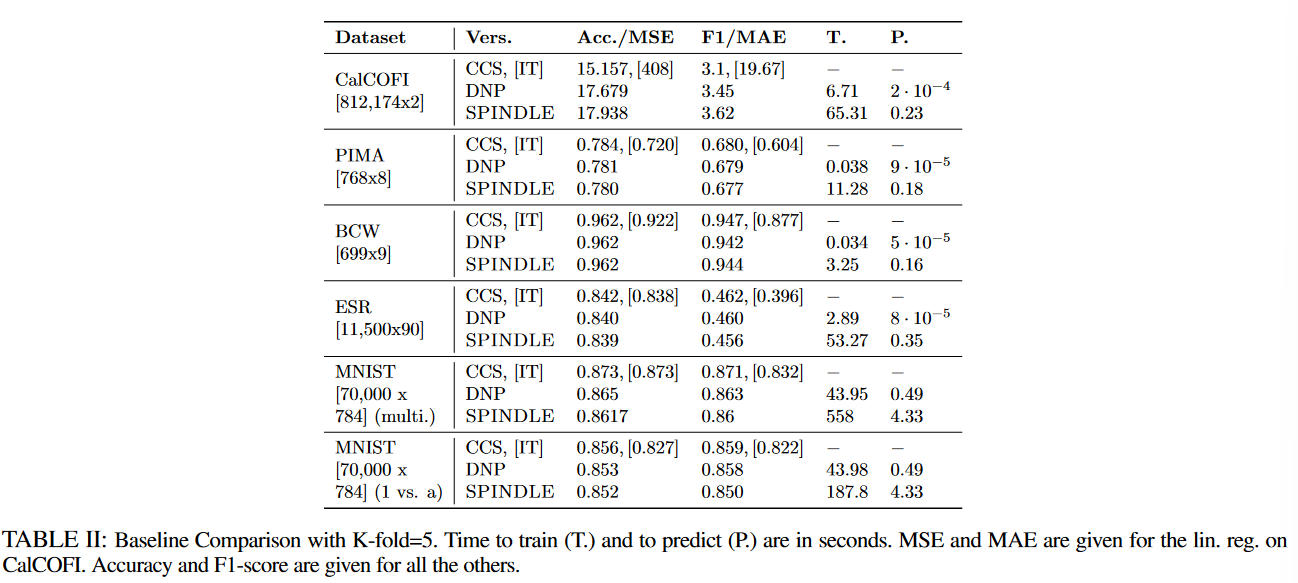 Dataset Vers. Acc./MSE F1/MAE T. P.
CalCOFI [812,174x2] CCS, [IT] 15.157, [408] 3.1, [19.67] – –
DNP 17.679 3.45 6.71 2 · 10⁻⁴
SPINDLE 17.938 3.62 65.31 0.23
PIMA [768x8] CCS, [IT] 0.784, [0.720] 0.680, [0.604] – –
DNP 0.781 0.679 0.038 9 · 10⁻⁵
SPINDLE 0.780 0.677 11.28 0.18
BCW [699x9] CCS, [IT] 0.962, [0.922] 0.947, [0.877] – –
DNP 0.962 0.942 0.034 5 · 10⁻⁵
SPINDLE 0.962 0.944 3.25 0.16
ESR [11,500x90] CCS, [IT] 0.842, [0.838] 0.462, [0.396] – –
DNP 0.840 0.460 2.89 8 · 10⁻⁵
SPINDLE 0.839 0.456 53.27 0.35
MNIST CCS, [IT] 0.873, [0.873] 0.871, [0.832] – –
[70,000 x DNP 0.865 0.863 43.95 0.49
784] (multi.) SPINDLE 0.8617 0.86 558 4.33
MNIST CCS, [IT] 0.856, [0.827] 0.859, [0.822] – –
[70,000 x DNP 0.853 0.858 43.98 0.49
784] (1 vs. a) SPINDLE 0.852 0.850 187.8 4.33
TABLE II: Baseline Comparison with K-fold=5. Time to train (T.) and to predict (P.) are in seconds. MSE and MAE are given for the lin. reg. on
CalCOFI. Accuracy and F1-score are given for all the others.